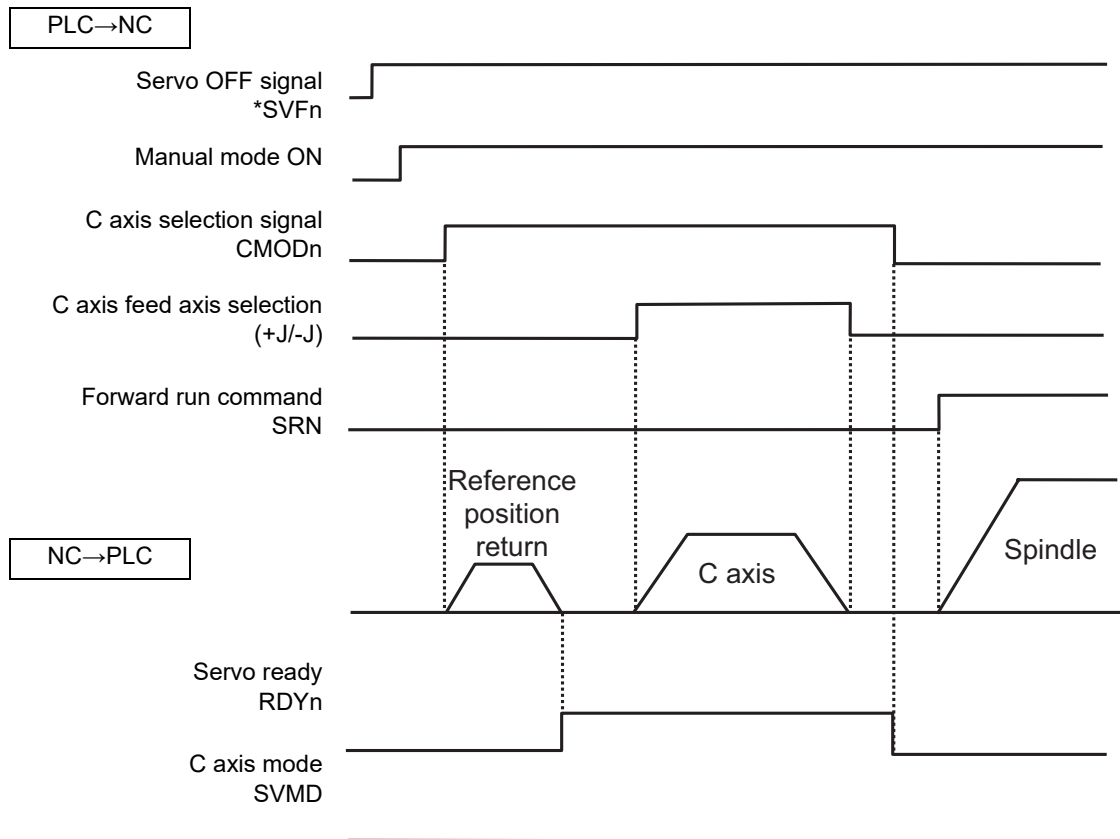 PLC→NC
Servo OFF signal
*SVFn
Manual mode ON
C axis selection signal
CMODn
C axis feed axis selection
(+J/-J)
Forward run command
SRN
Reference
position
return
NC→PLC
C axis
Spindle
Servo ready
RDYn
C axis mode
SVMD